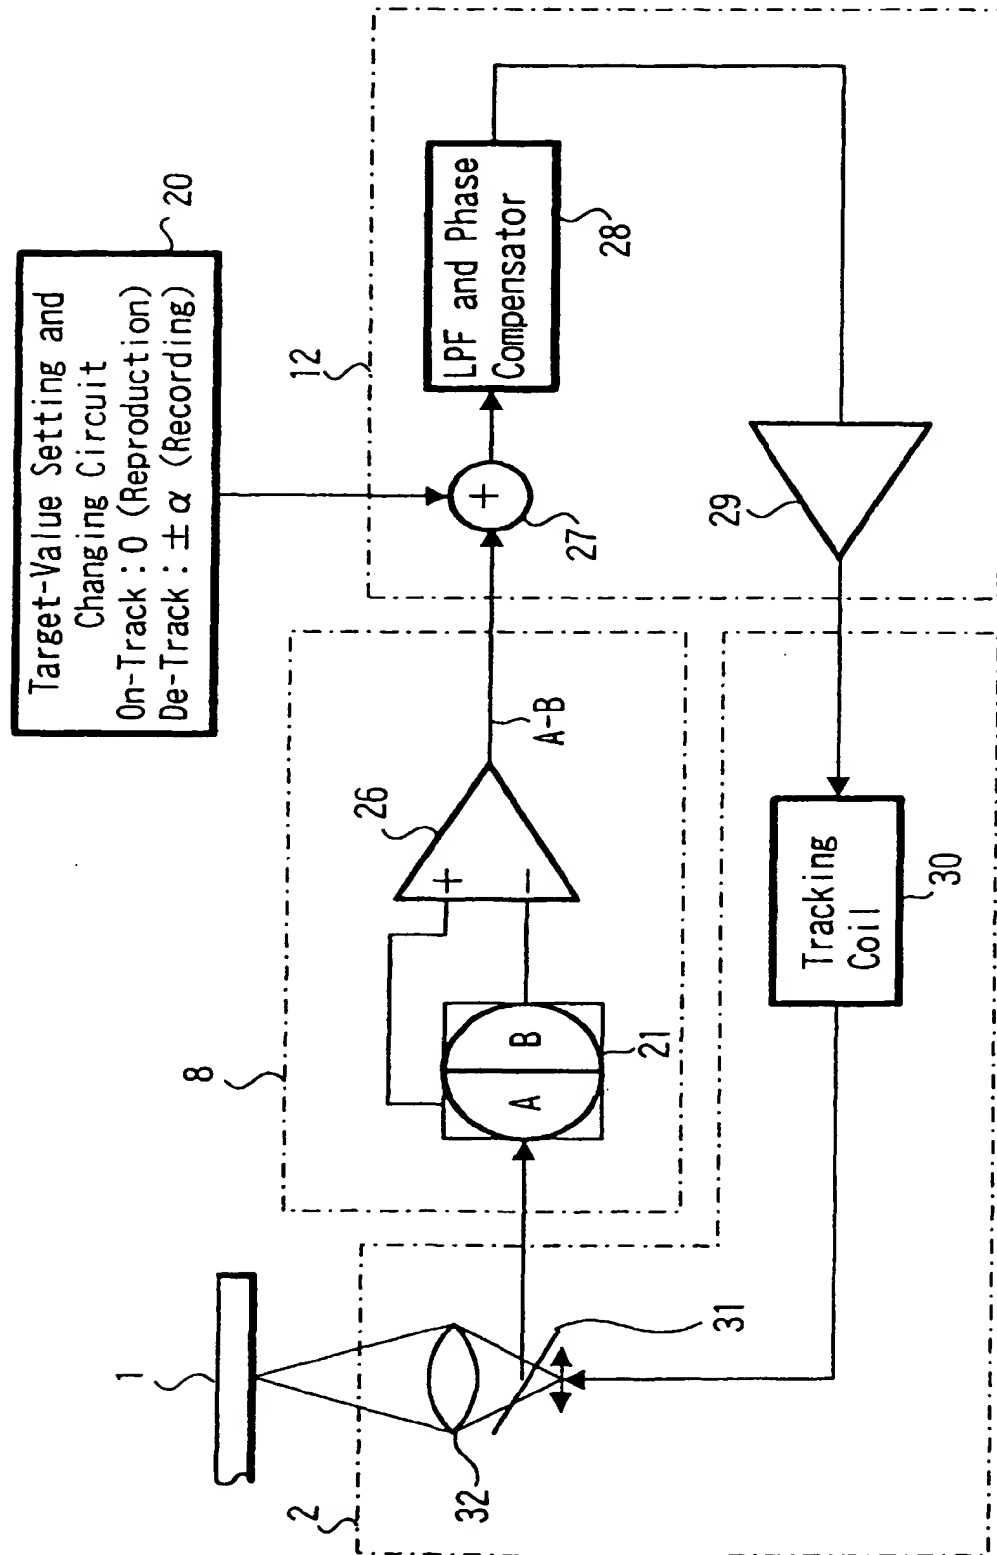 Target-Value Setting and
Changing Circuit
On-Track : 0 (Reproduction)
De-Track : ± α (Recording)
20
12
LPF and Phase
Compensator
28
+
27
29
8
26
+
−
A-B
A
B
21
Tracking
Coil
30
1
31
32
2